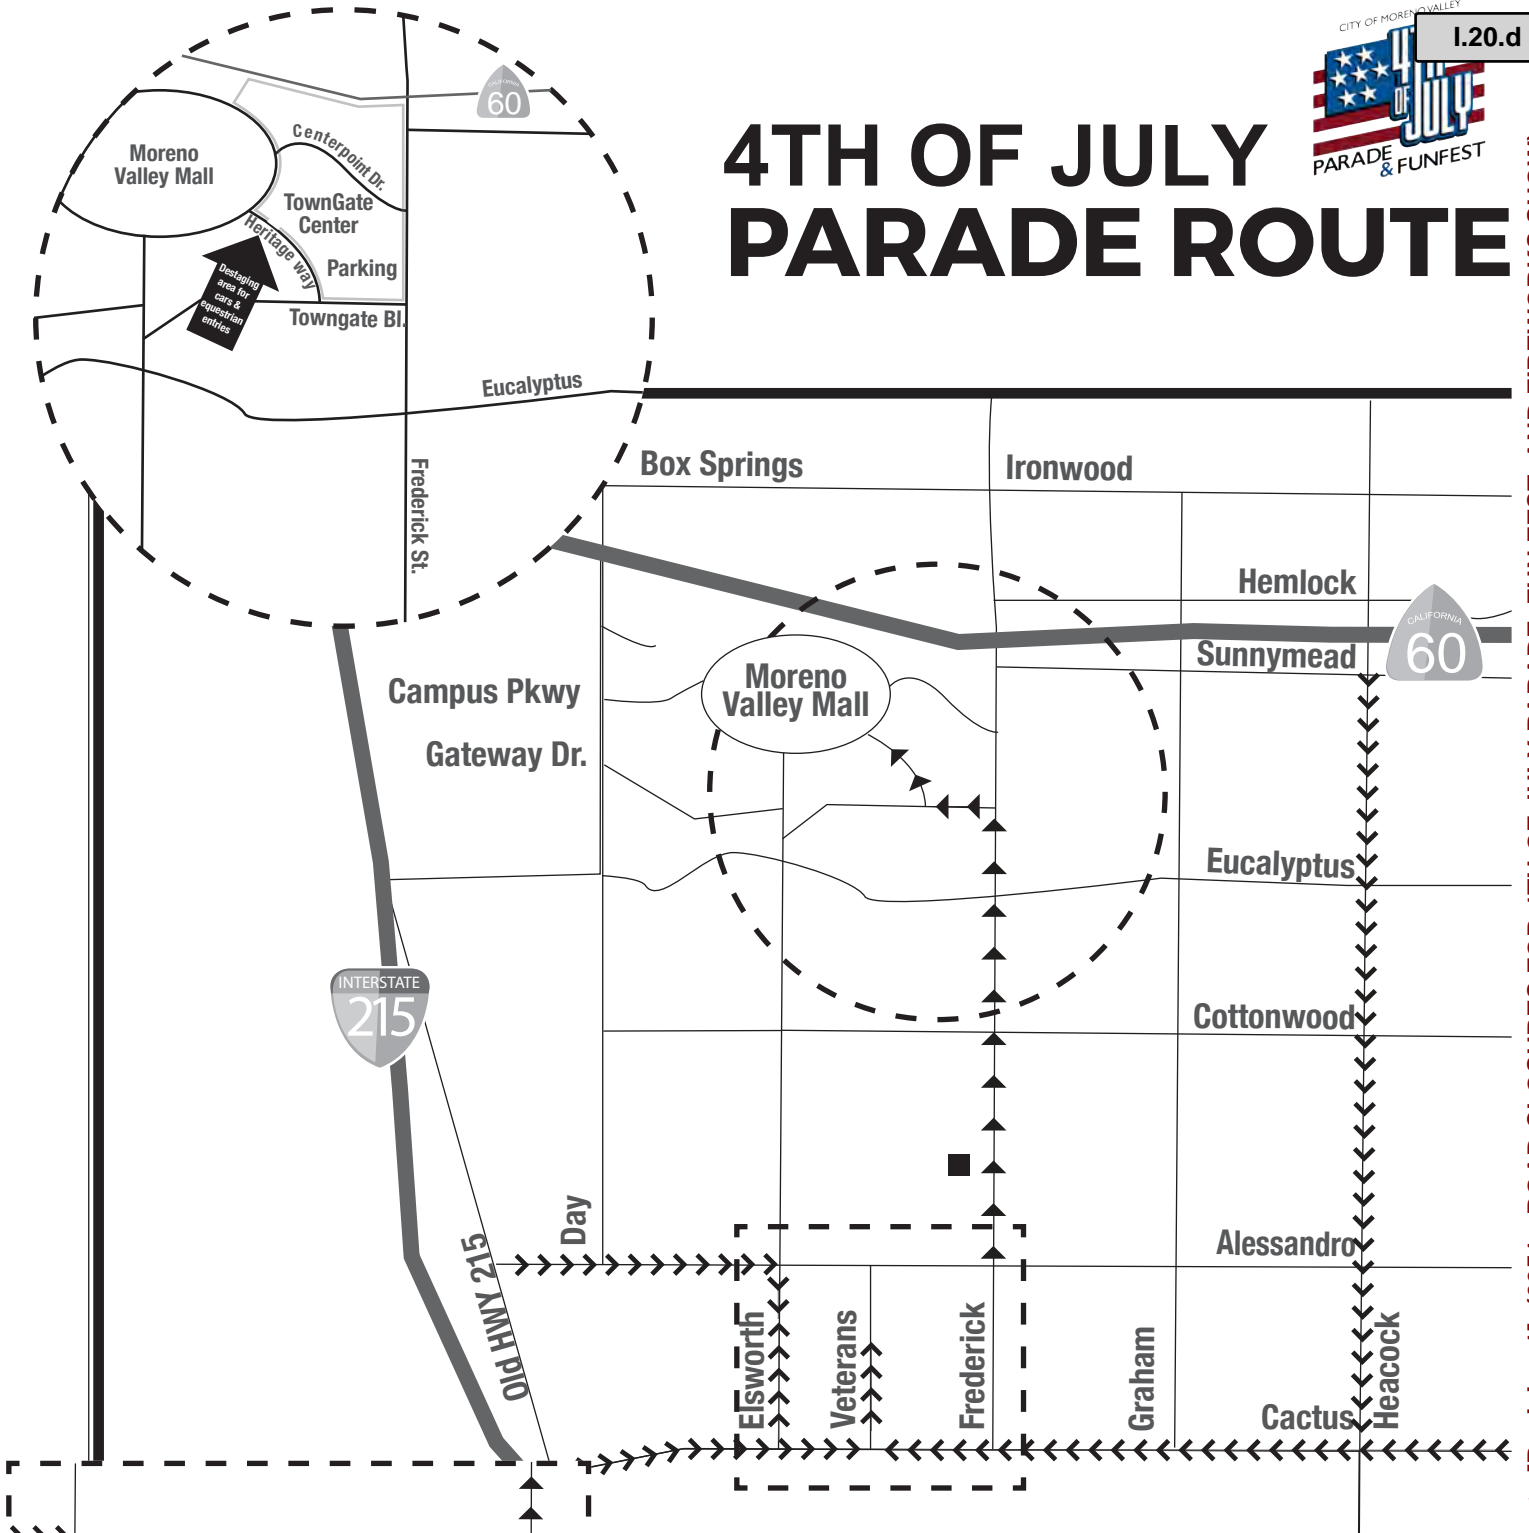 CITY OF MORENO VALLEY
I.20.d
4TH
OF
JULY
PARADE
& FUNFEST
4TH OF JULY
PARADE ROUTE
CALIFORNIA
60
Moreno
Valley Mall
Centerpoint Dr.
TownGate
Center
Heritage way
Parking
Destaging
area for
cars &
equestrian
entries
Towngate Bl.
Eucalyptus
Frederick St.
Box Springs
Ironwood
Hemlock
CALIFORNIA
60
Sunnymead
Moreno
Valley Mall
Campus Pkwy
Gateway Dr.
Eucalyptus
INTERSTATE
215
Cottonwood
Day
Old HWY 215
Alessandro
Elsworth
Veterans
Frederick
Graham
Cactus
Heacock